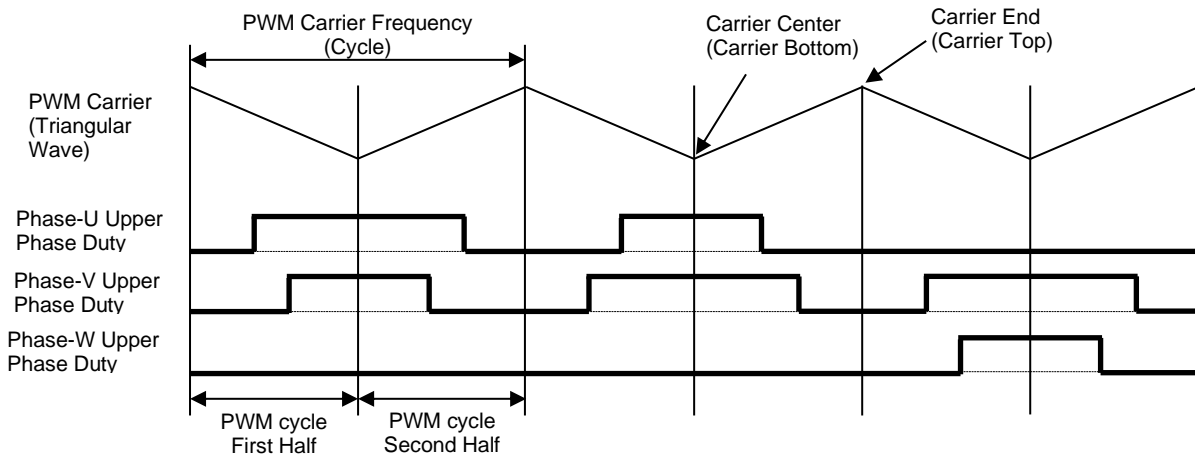 PWM Carrier Frequency
(Cycle)
Carrier Center
(Carrier Bottom)
Carrier End
(Carrier Top)
PWM Carrier
(Triangular
Wave)
Phase-U Upper
Phase Duty
Phase-V Upper
Phase Duty
Phase-W Upper
Phase Duty
PWM cycle
First Half
PWM cycle
Second Half